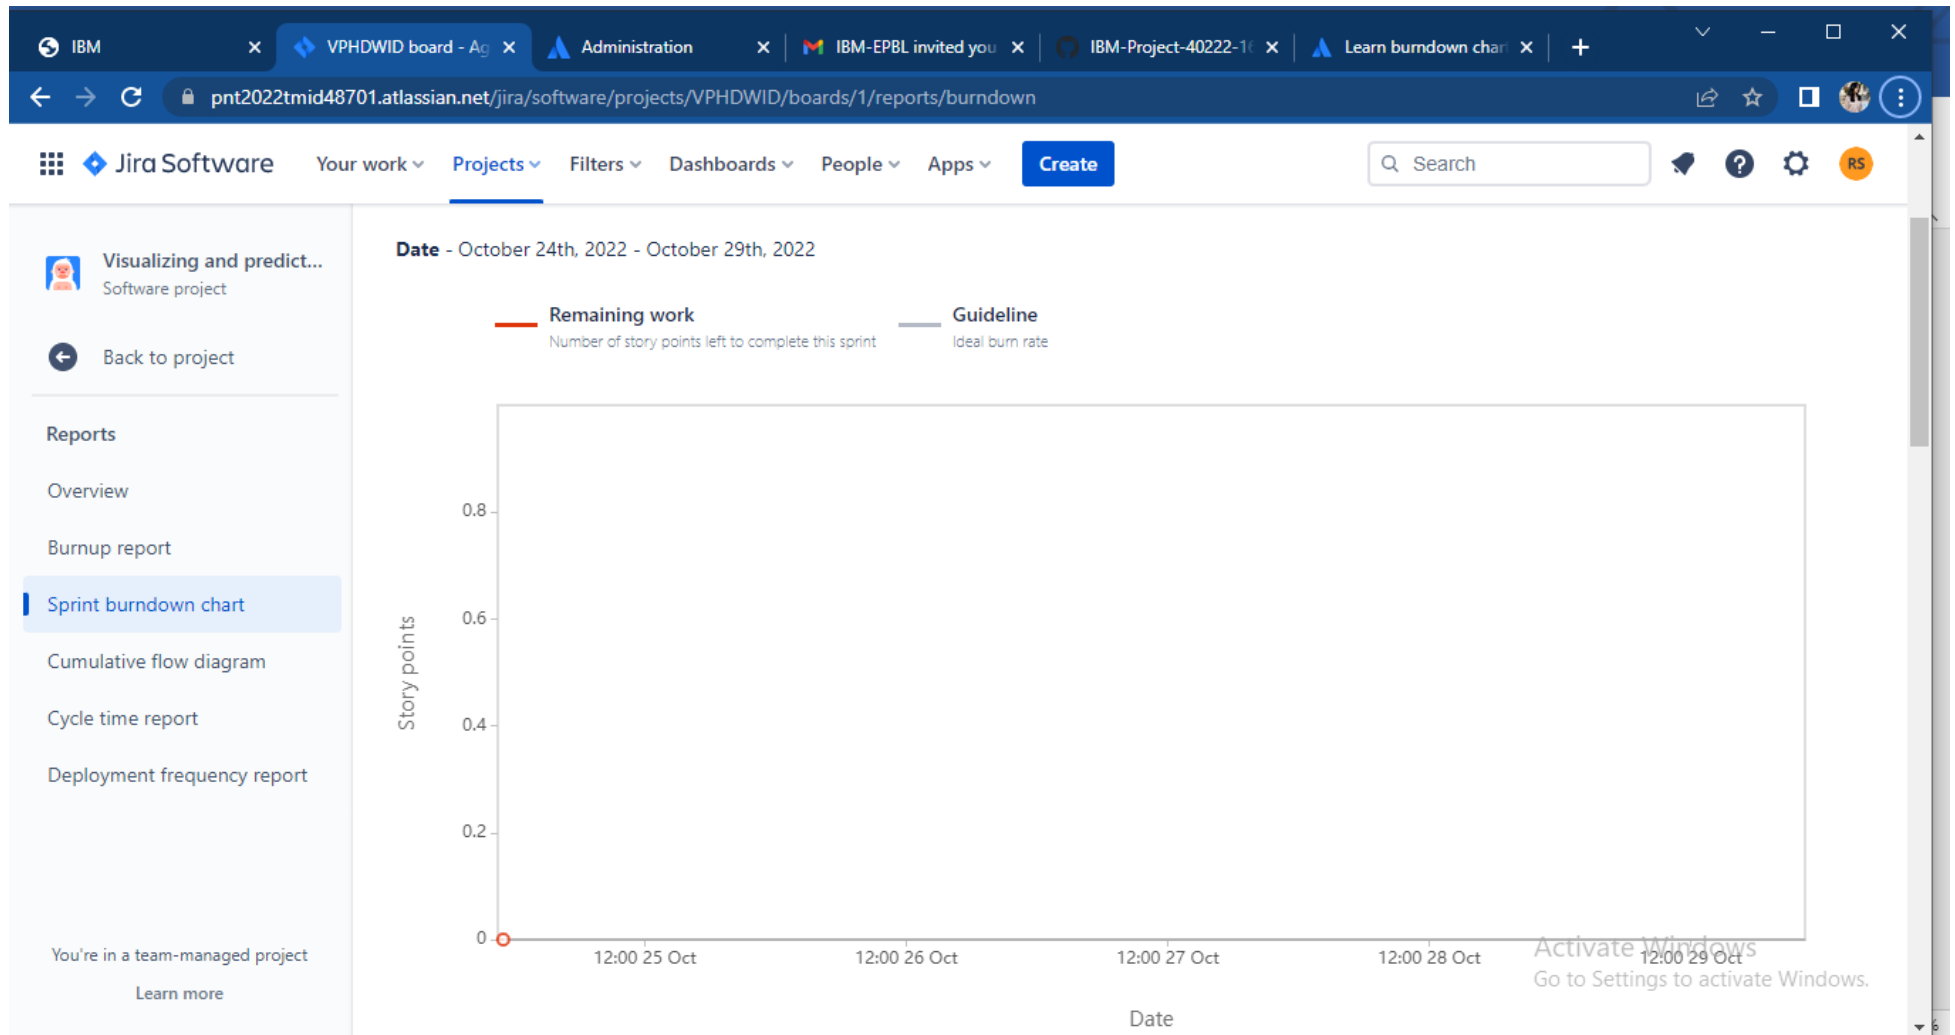 IBM
VPHDWID board - Ag
Administration
IBM-EPBL invited you
IBM-Project-40222-16
Learn burndown char
pnt2022tmid48701.atlassian.net/jira/software/projects/VPHDWID/boards/1/reports/burndown
Jira Software
Your work
Projects
Filters
Dashboards
People
Apps
Create
Search
RS
Visualizing and predict...
Software project
Back to project
Reports
Overview
Burnup report
Sprint burndown chart
Cumulative flow diagram
Cycle time report
Deployment frequency report
You're in a team-managed project
Learn more
Date - October 24th, 2022 - October 29th, 2022
Remaining work
Number of story points left to complete this sprint
Guideline
Ideal burn rate
Story points
0.8
0.6
0.4
0.2
0
12:00 25 Oct
12:00 26 Oct
12:00 27 Oct
12:00 28 Oct
12:00 29 Oct
Date
Activate Windows
Go to Settings to activate Windows.